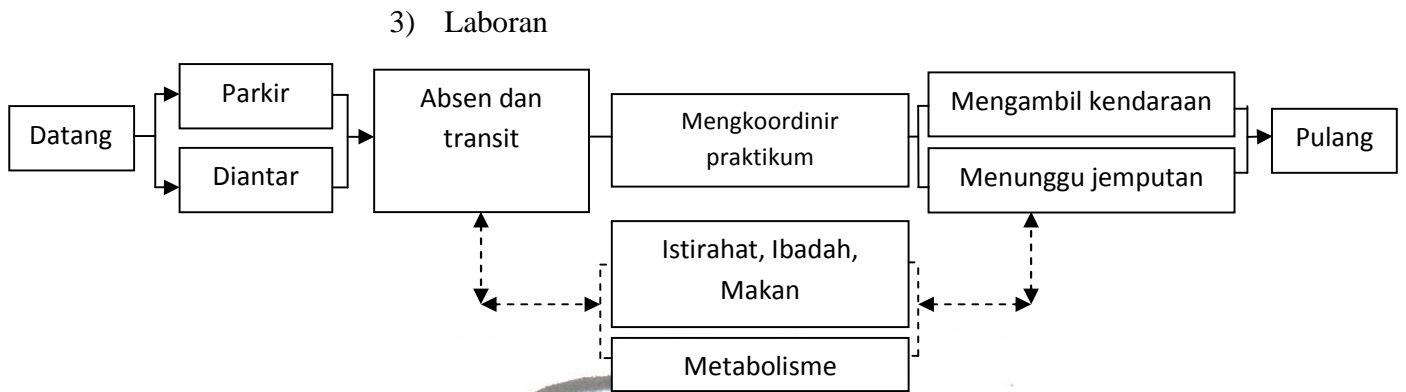 3) Laboran
Datang
Parkir
Diantar
Absen dan
transit
Mengkoordinir
praktikum
Mengambil kendaraan
Menunggu jemputan
Pulang
Istirahat, Ibadah,
Makan
Metabolisme